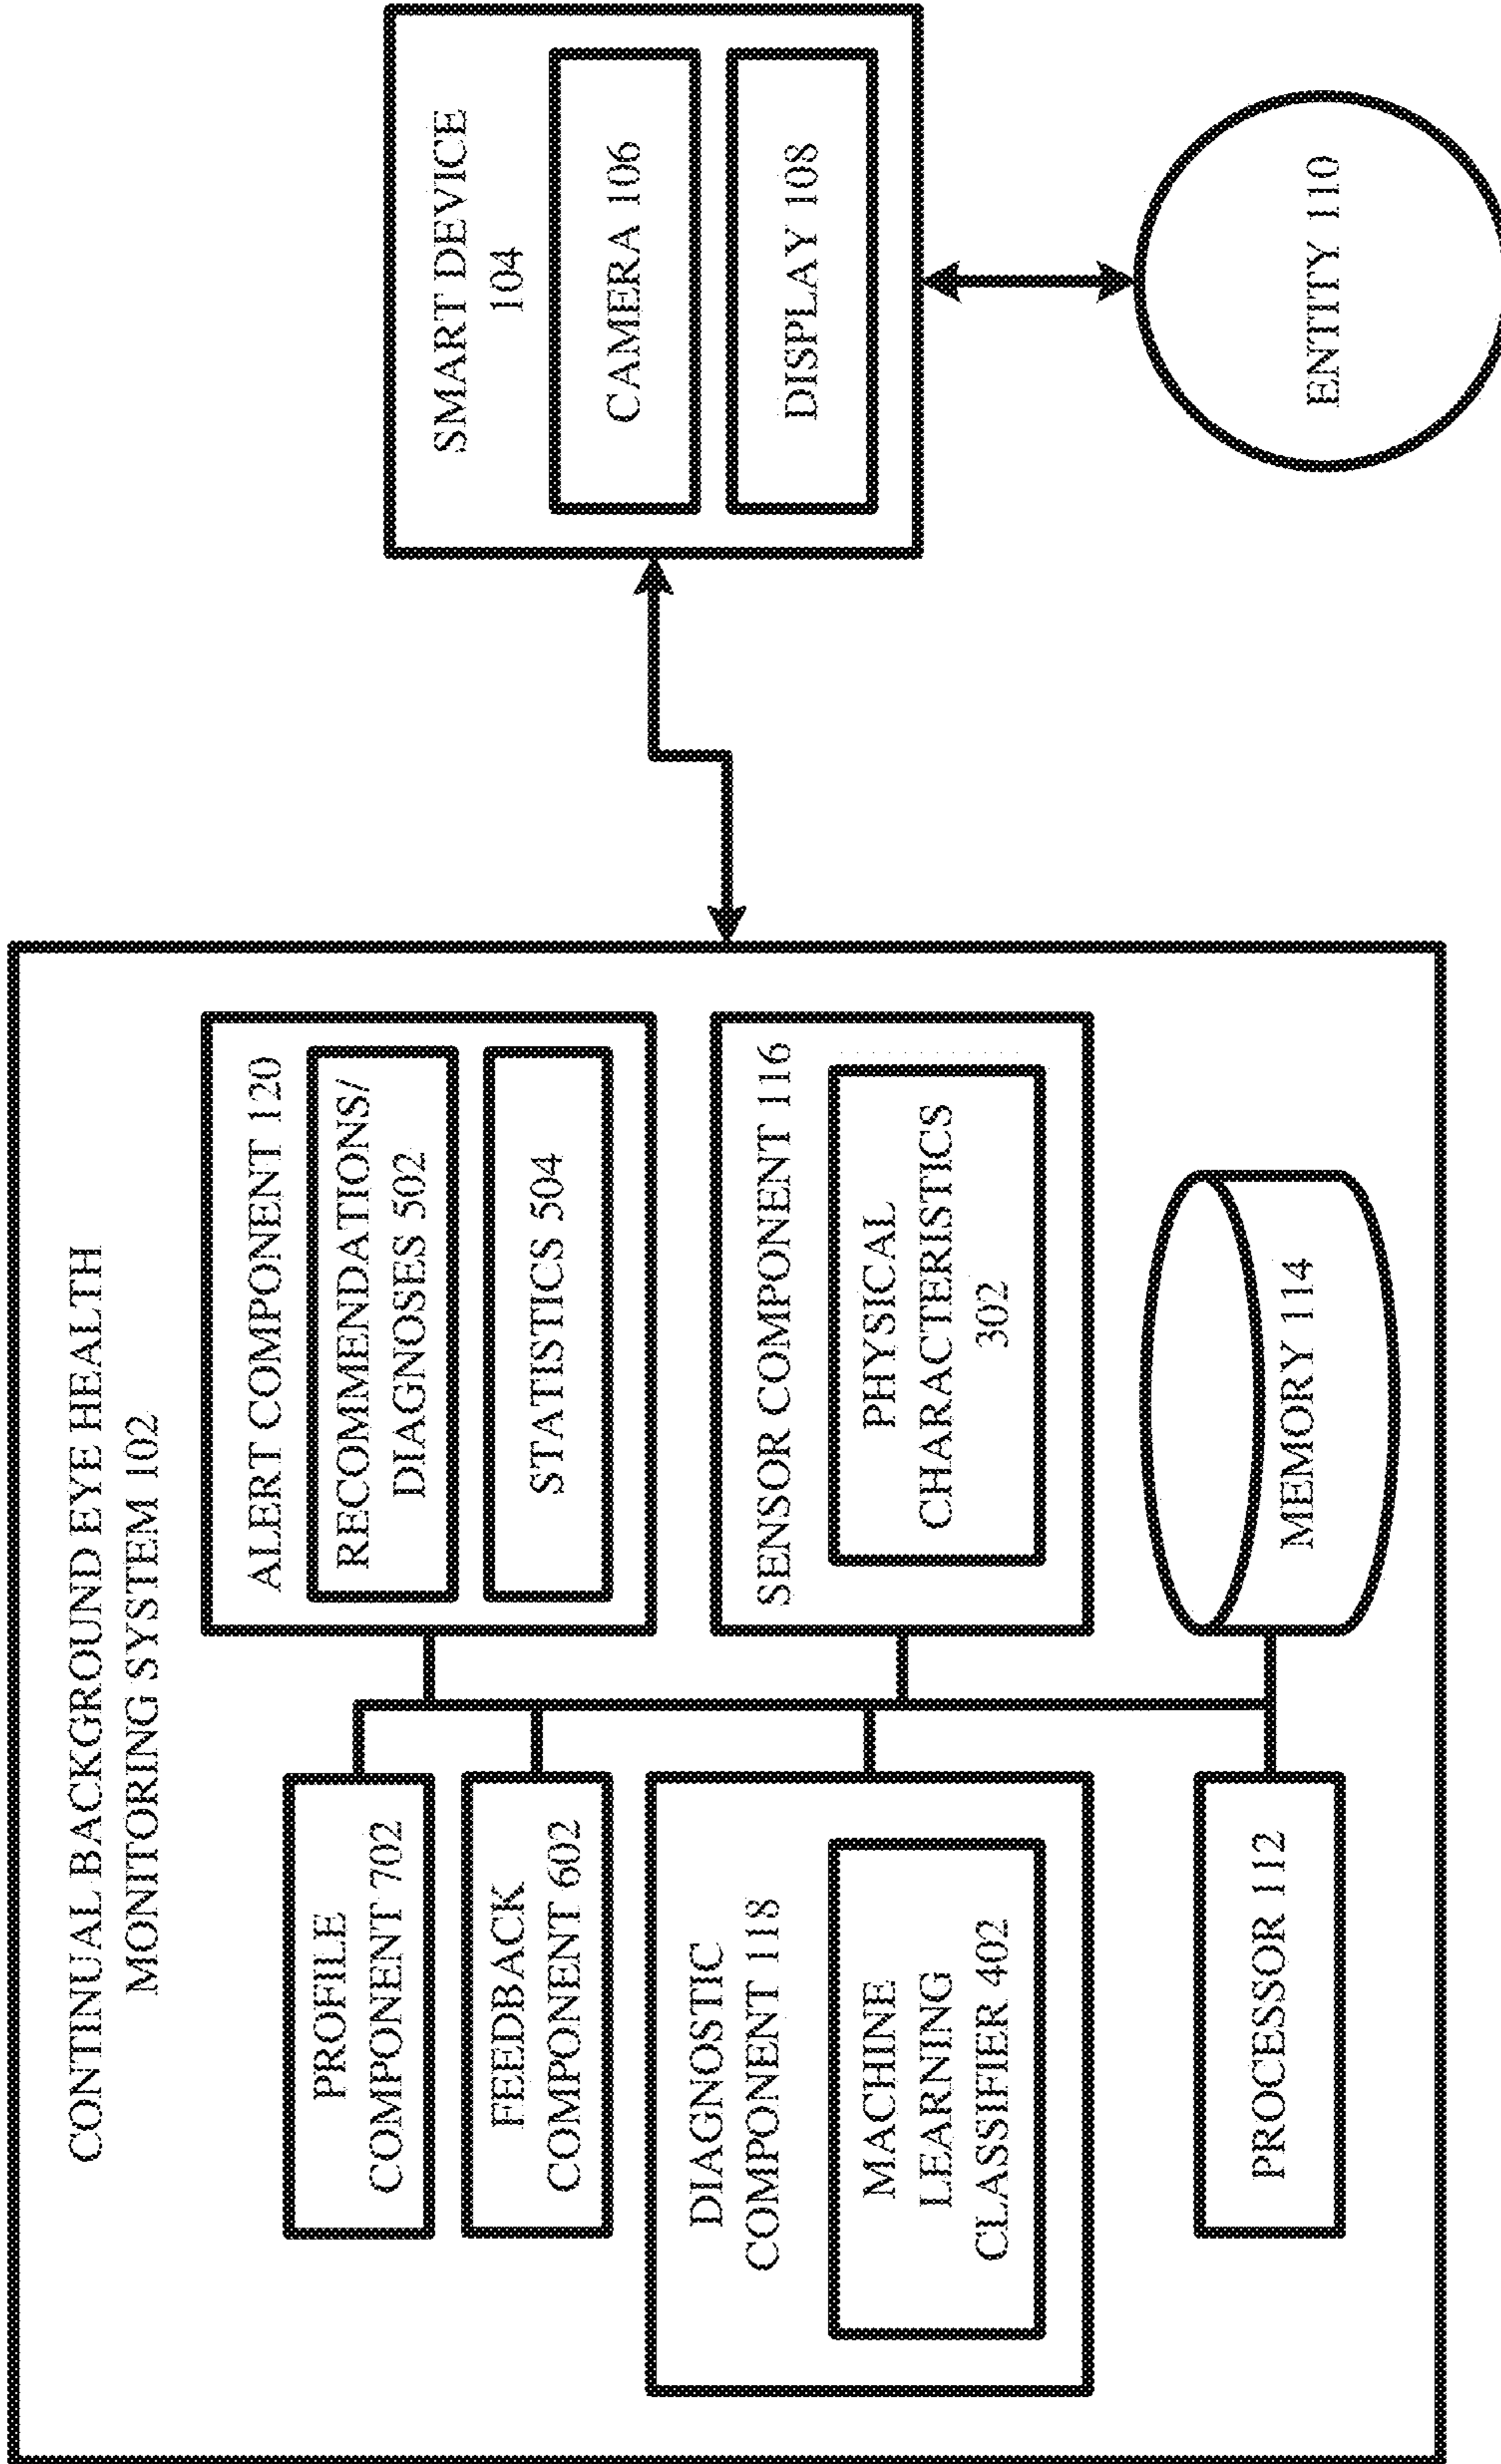 CONTINUAL BACKGROUND EYE HEALTH
MONITORING SYSTEM 102
PROFILE
COMPONENT 702
FEEDBACK
COMPONENT 602
DIAGNOSTIC
COMPONENT 118
MACHINE
LEARNING
CLASSIFIER 402
PROCESSOR 112
ALERT COMPONENT 120
RECOMMENDATIONS/
DIAGNOSES 502
STATISTICS 504
SENSOR COMPONENT 116
PHYSICAL
CHARACTERISTICS
302
MEMORY 114
SMART DEVICE
104
CAMERA 106
DISPLAY 108
ENTITY 110